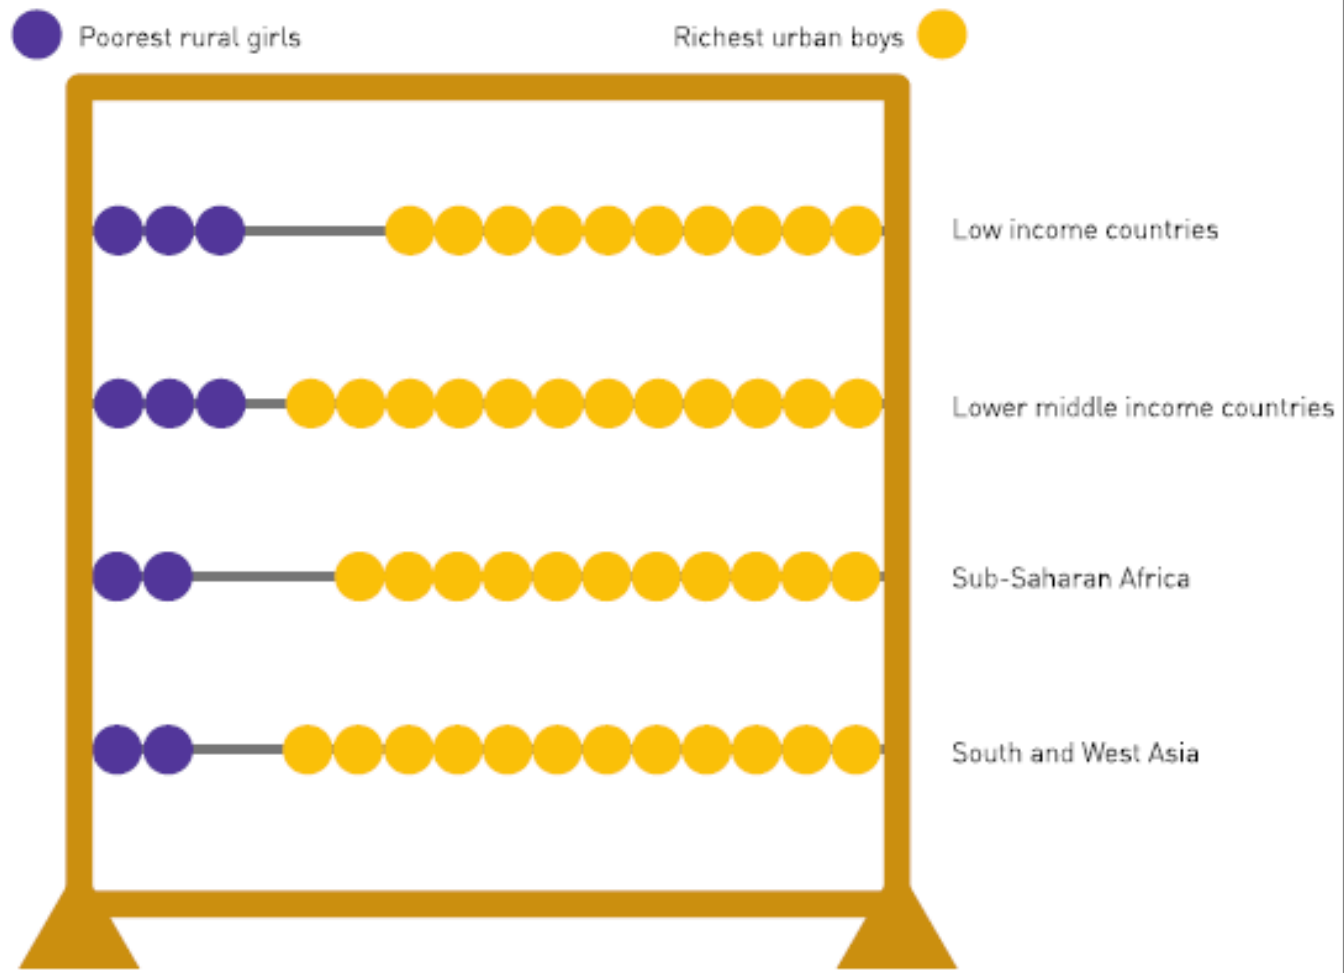 Poorest rural girls
Richest urban boys
Low income countries
Lower middle income countries
Sub-Saharan Africa
South and West Asia